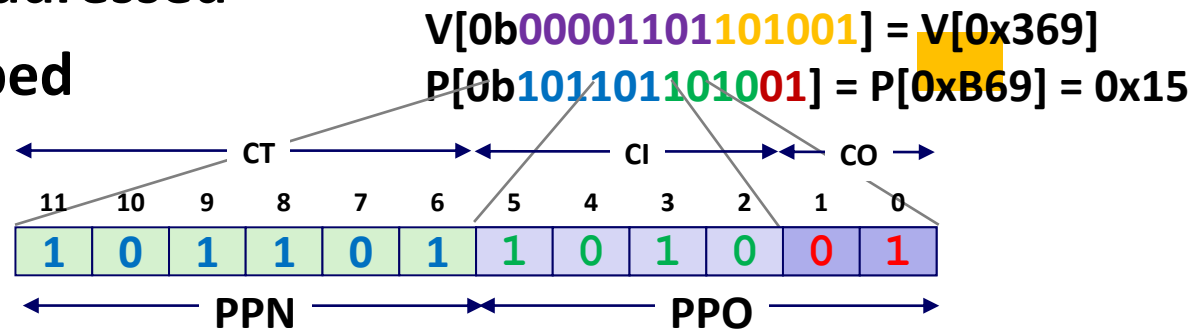 V[0b00001101101001] = V[0x369]
P[0b101101101001] = P[0xB69] = 0x15
CT CI CO
11 10 9 8 7 6 5 4 3 2 1 0
1 0 1 1 0 1 1 0 1 0 0 1
PPN PPO